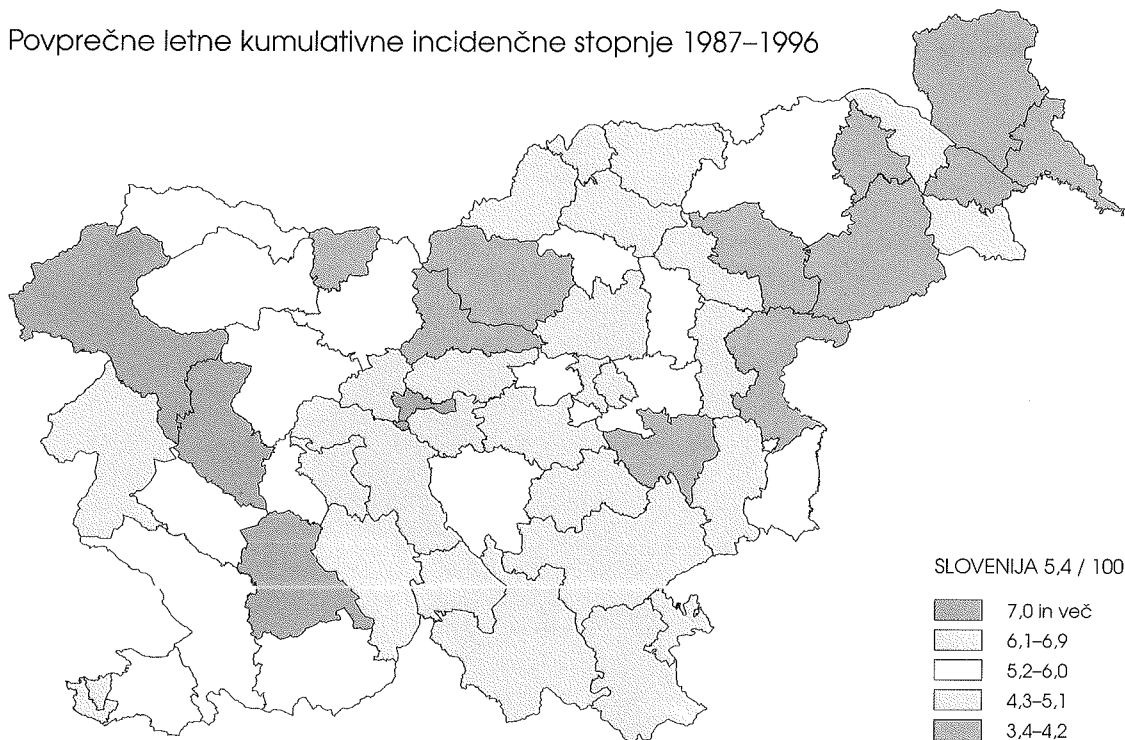 Povprečne letne kumulativne incidenčne stopnje 1987–1996
SLOVENIJA 5,4 / 100
7,0 in več
6,1–6,9
5,2–6,0
4,3–5,1
3,4–4,2